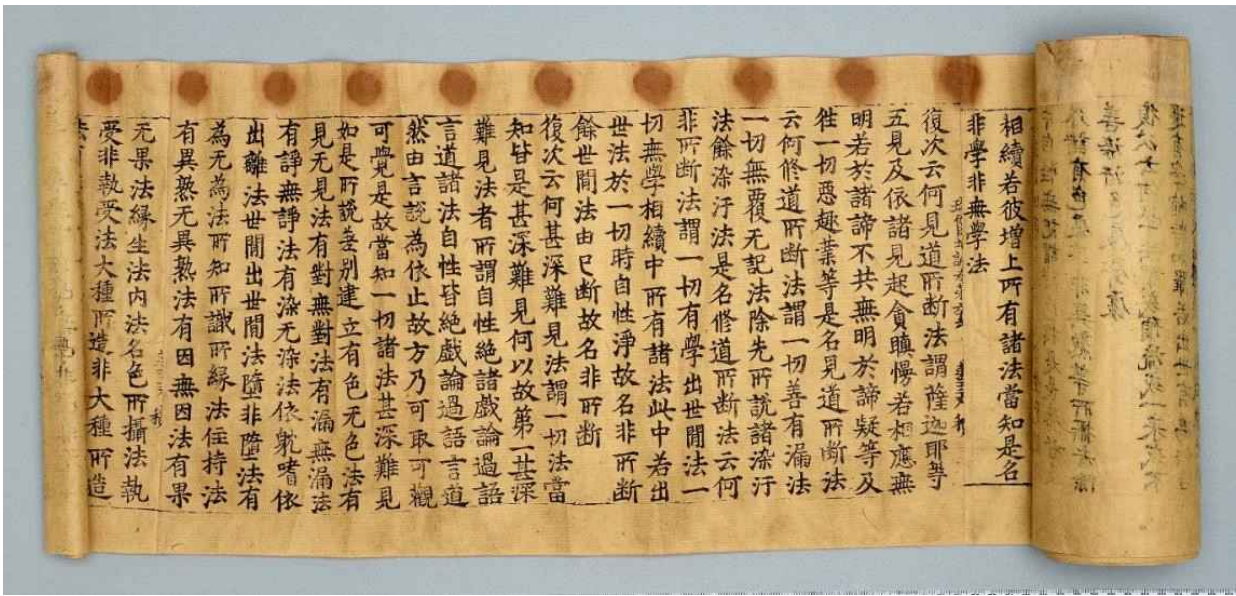 相續若彼增上所有諸法當知是名
非學非無學法
復次云何見道所斷法謂薩迦耶等
五見及依諸見起貪瞋慢若相應無
明若於諸諦不共無明於諦疑等及
徃一切惡趣業等是名見道所斷法
云何修道所斷法謂一切善有漏法
一切無覆无記法除先所說諸染汙
法餘染汙法是名修道所斷法云何
非所斷法謂一切有學出世間法一
切無學相續中所有諸法此中若出
世法於一切時自性淨故名非所斷
餘世間法由已斷故名非所斷
復次云何甚深難見法謂一切法當
知皆是甚深難見何以故第一甚深
難見法者所謂自性絕諸戲論過語
言道諸法自性皆絕戲論過語言道
然由言說為依止故方乃可取可觀
可覺是故當知一切諸法甚深難見
如是所說差別建立有色无色法有
見无見法有對無對法有漏無漏法
有諍無諍法有染无染法依躭嗜依
出離法世間出世間法墮非墮法有
為无為法所知所識所緣法住持法
有異熟无異熟法有因無因法有果
无果法緣生法內法名色所攝法執
受非執受法大種所造非大種所造